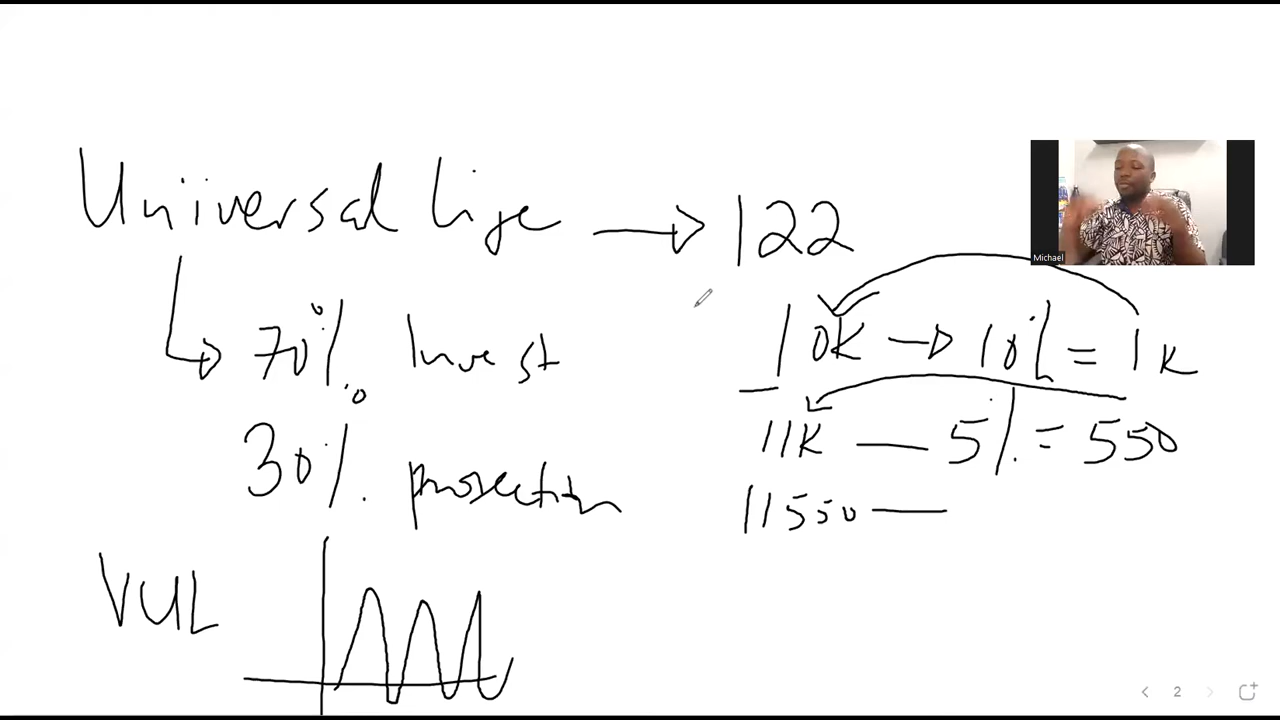 Universal Life → 122
Michael
70% Invest
30% protection
10K → 10% = 1K
11K — 5% = 550
11550 —
VUL
2